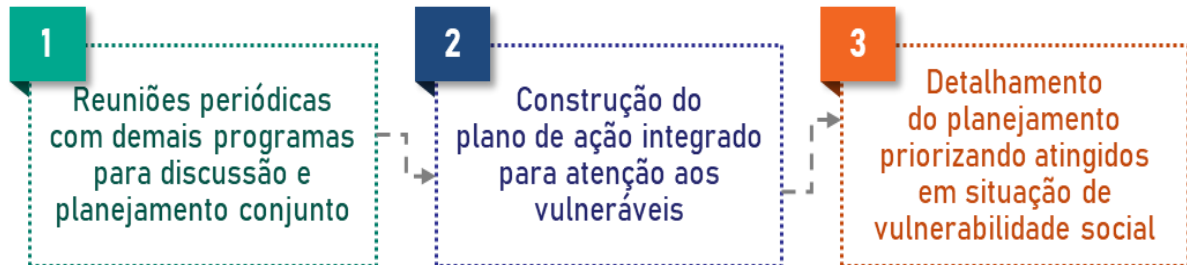 1
Reuniões periódicas
com demais programas
para discussão e
planejamento conjunto
2
Construção do
plano de ação integrado
para atenção aos
vulneráveis
3
Detalhamento
do planejamento
priorizando atingidos
em situação de
vulnerabilidade social